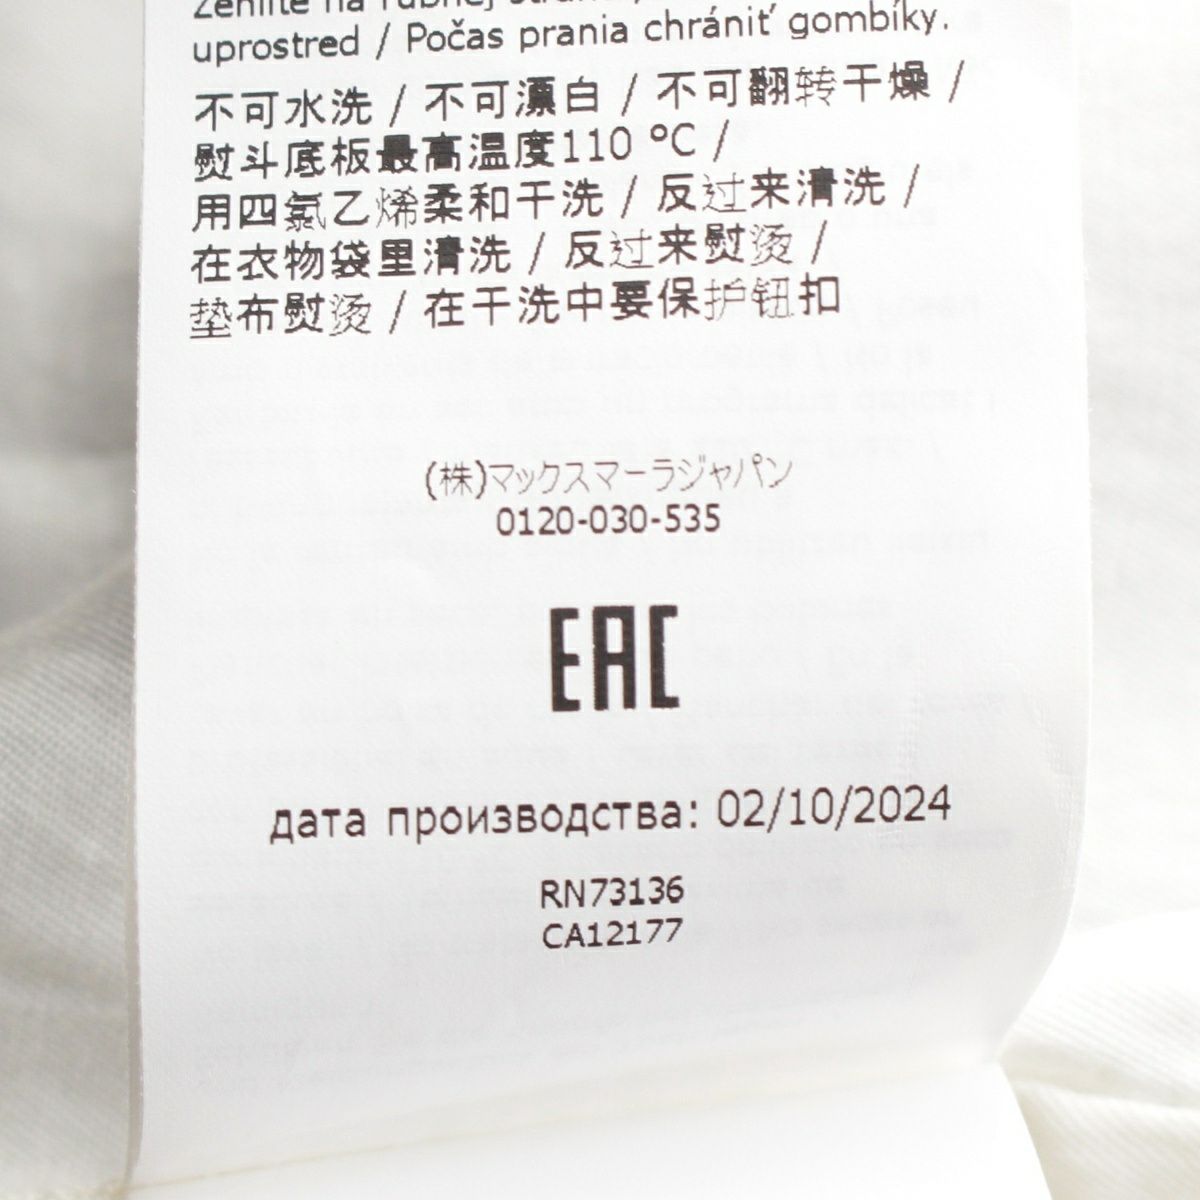 Žehlite na rubnej
uprostred / Počas prania chrániť gombíky.
不可水洗 / 不可漂白 / 不可翻转干燥 /
熨斗底板最高温度110 °C /
用四氯乙烯柔和干洗 / 反过来清洗 /
在衣物袋里清洗 / 反过来熨烫 /
垫布熨烫 / 在干洗中要保护钮扣
(株)マックスマーラジャパン
0120-030-535
EAC
дата производства: 02/10/2024
RN73136
CA12177